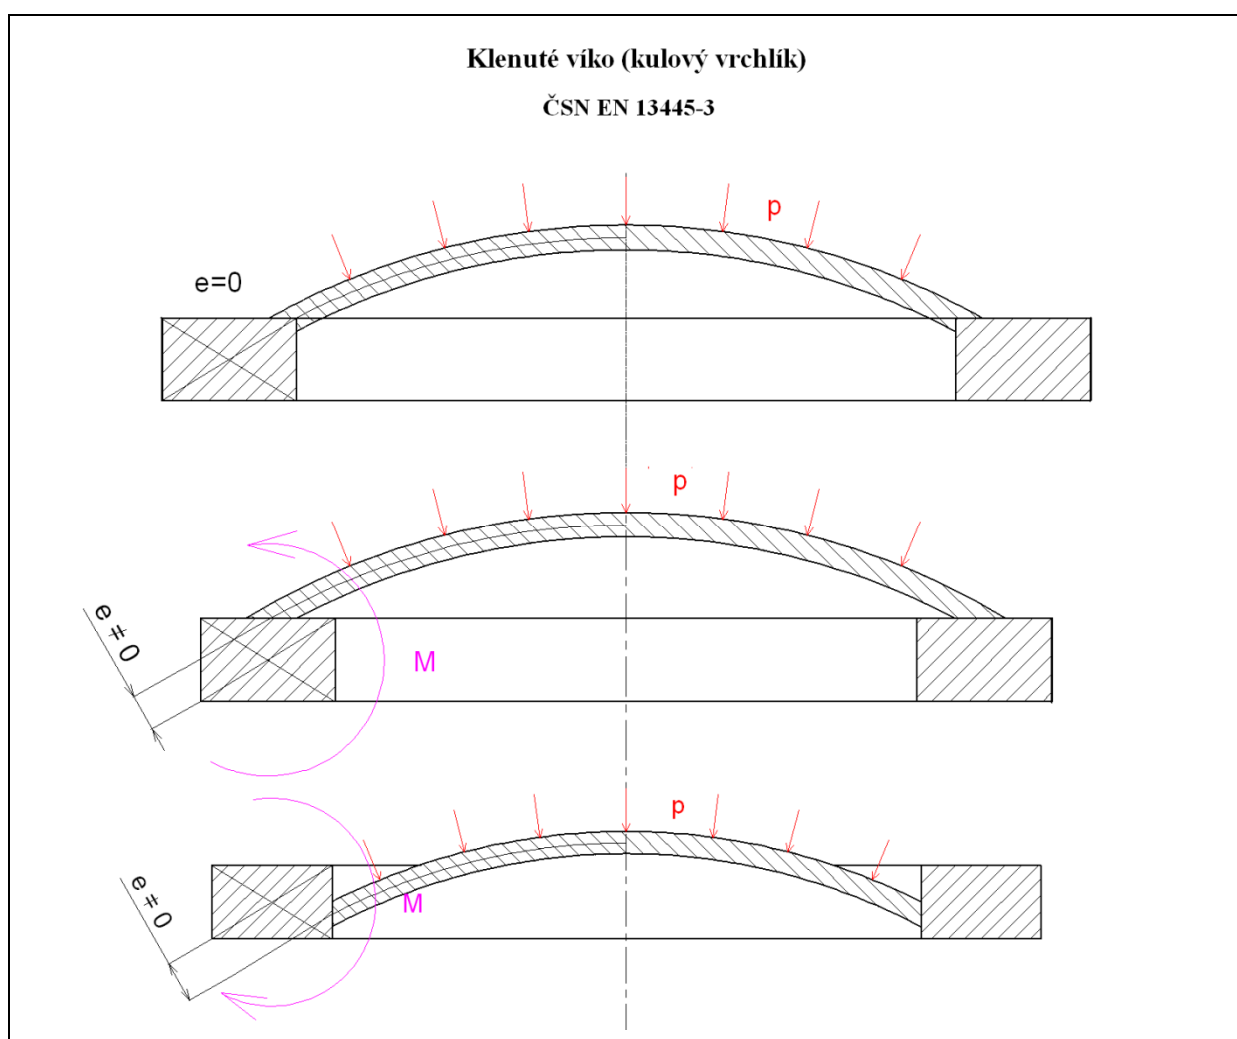 Klenuté víko (kulový vrchlík)
ČSN EN 13445-3
p
e=0
p
e ≠ 0
M
p
e ≠ 0
M